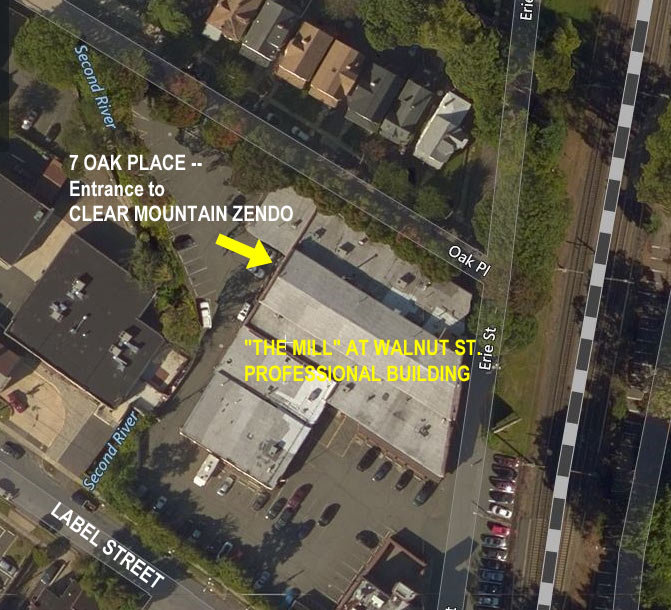 Erie
Second River
7 OAK PLACE --
Entrance to
CLEAR MOUNTAIN ZENDO
Oak Pl
"THE MILL" AT WALNUT ST.
PROFESSIONAL BUILDING
Erie St
Second River
LABEL STREET